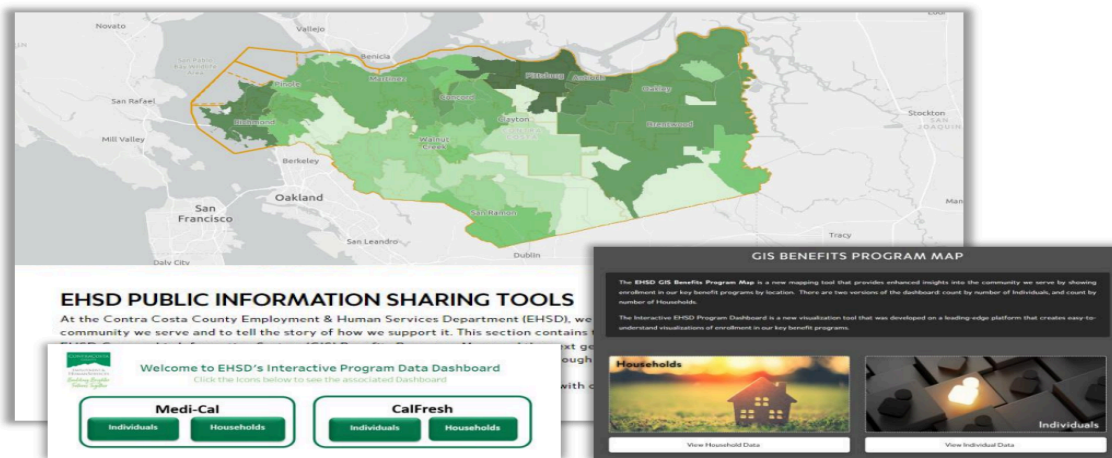 Novato
Vallejo
Benicia
San Rafael
Pinole
Martinez
Pittsburg
Antioch
Oakley
Concord
Richmond
Clayton
Brentwood
Stockton
SAN
JOAQUIN
Mill Valley
Walnut
Creek
Berkeley
Oakland
San
Francisco
San Ramon
San Leandro
Daly City
Dublin
Tracy
GIS BENEFITS PROGRAM MAP
The EHSD GIS Benefits Program Map is a new mapping tool that provides enhanced insights into the community we serve by showing
enrollment in our key benefit programs by location. There are two versions of the dashboard: count by number of Individuals, and count by
number of Households.
The Interactive EHSD Program Dashboard is a new visualization tool that was developed on a leading-edge platform that creates easy-to-
understand visualizations of enrollment in our key benefit programs.
Households
View Household Data
Individuals
View Individual Data
EHSD PUBLIC INFORMATION SHARING TOOLS
At the Contra Costa County Employment & Human Services Department (EHSD), we
community we serve and to tell the story of how we support it. This section contains
Welcome to EHSD's Interactive Program Data Dashboard
Click the Icons below to see the associated Dashboard
Medi-Cal
Individuals
Households
CalFresh
Individuals
Households